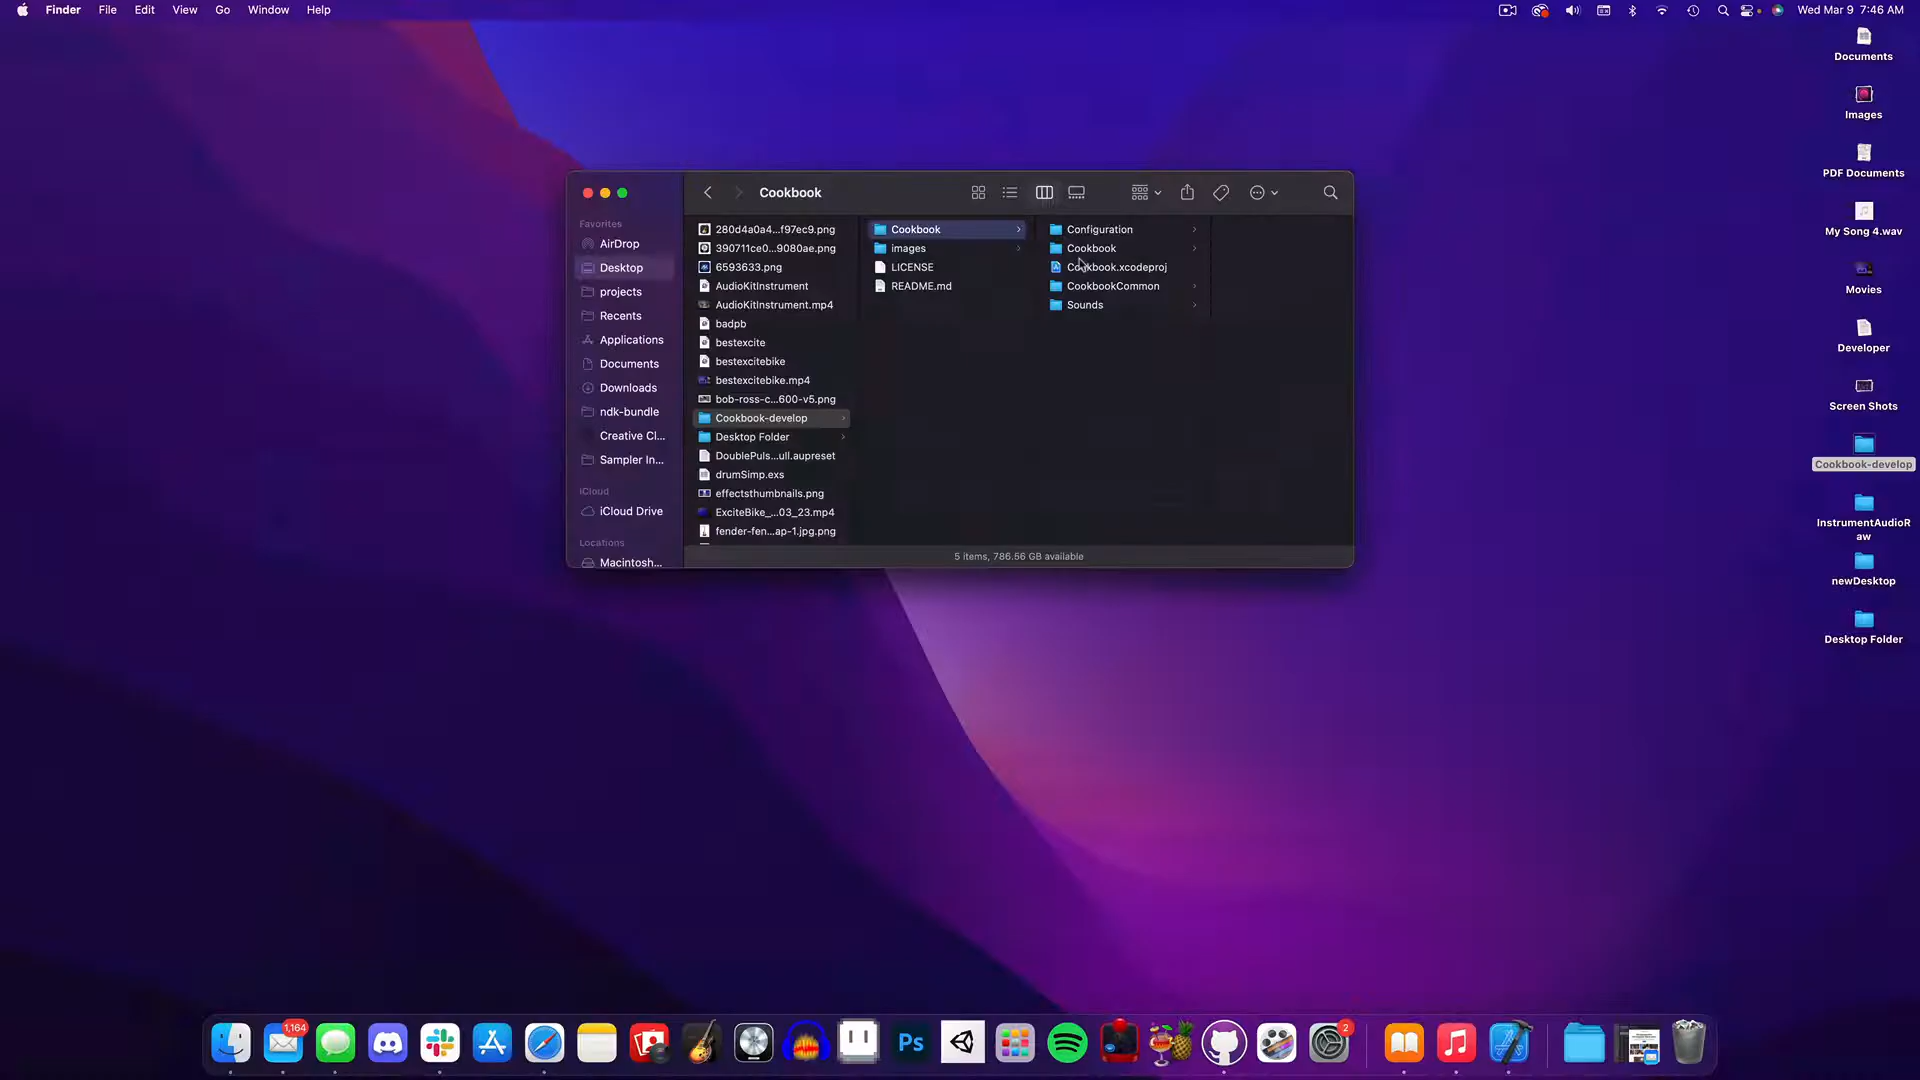 Finder File Edit View Go Window Help
Wed Mar 9 7:46 AM
Cookbook
Favorites
AirDrop
Desktop
projects
Recents
Applications
Documents
Downloads
ndk-bundle
Creative Cl...
Sampler In...
iCloud
iCloud Drive
Locations
Macintosh...
280d4a0a4...f97ec9.png
390711ce0...9080ae.png
6593633.png
AudioKitInstrument
AudioKitInstrument.mp4
badpb
bestexcite
bestexcitebike
bestexcitebike.mp4
bob-ross-c...600-v5.png
Cookbook-develop
Desktop Folder
DoublePuls...ull.aupreset
drumSimp.exs
effectsthumbnails.png
ExciteBike_...03_23.mp4
fender-fen...ap-1.jpg.png
Cookbook
images
LICENSE
README.md
Configuration
Cookbook
Cookbook.xcodeproj
CookbookCommon
Sounds
5 items, 786.56 GB available
Documents
Images
PDF Documents
My Song 4.wav
Movies
Developer
Screen Shots
Cookbook-develop
InstrumentAudioR
aw
newDesktop
Desktop Folder
1,164
Ps
2